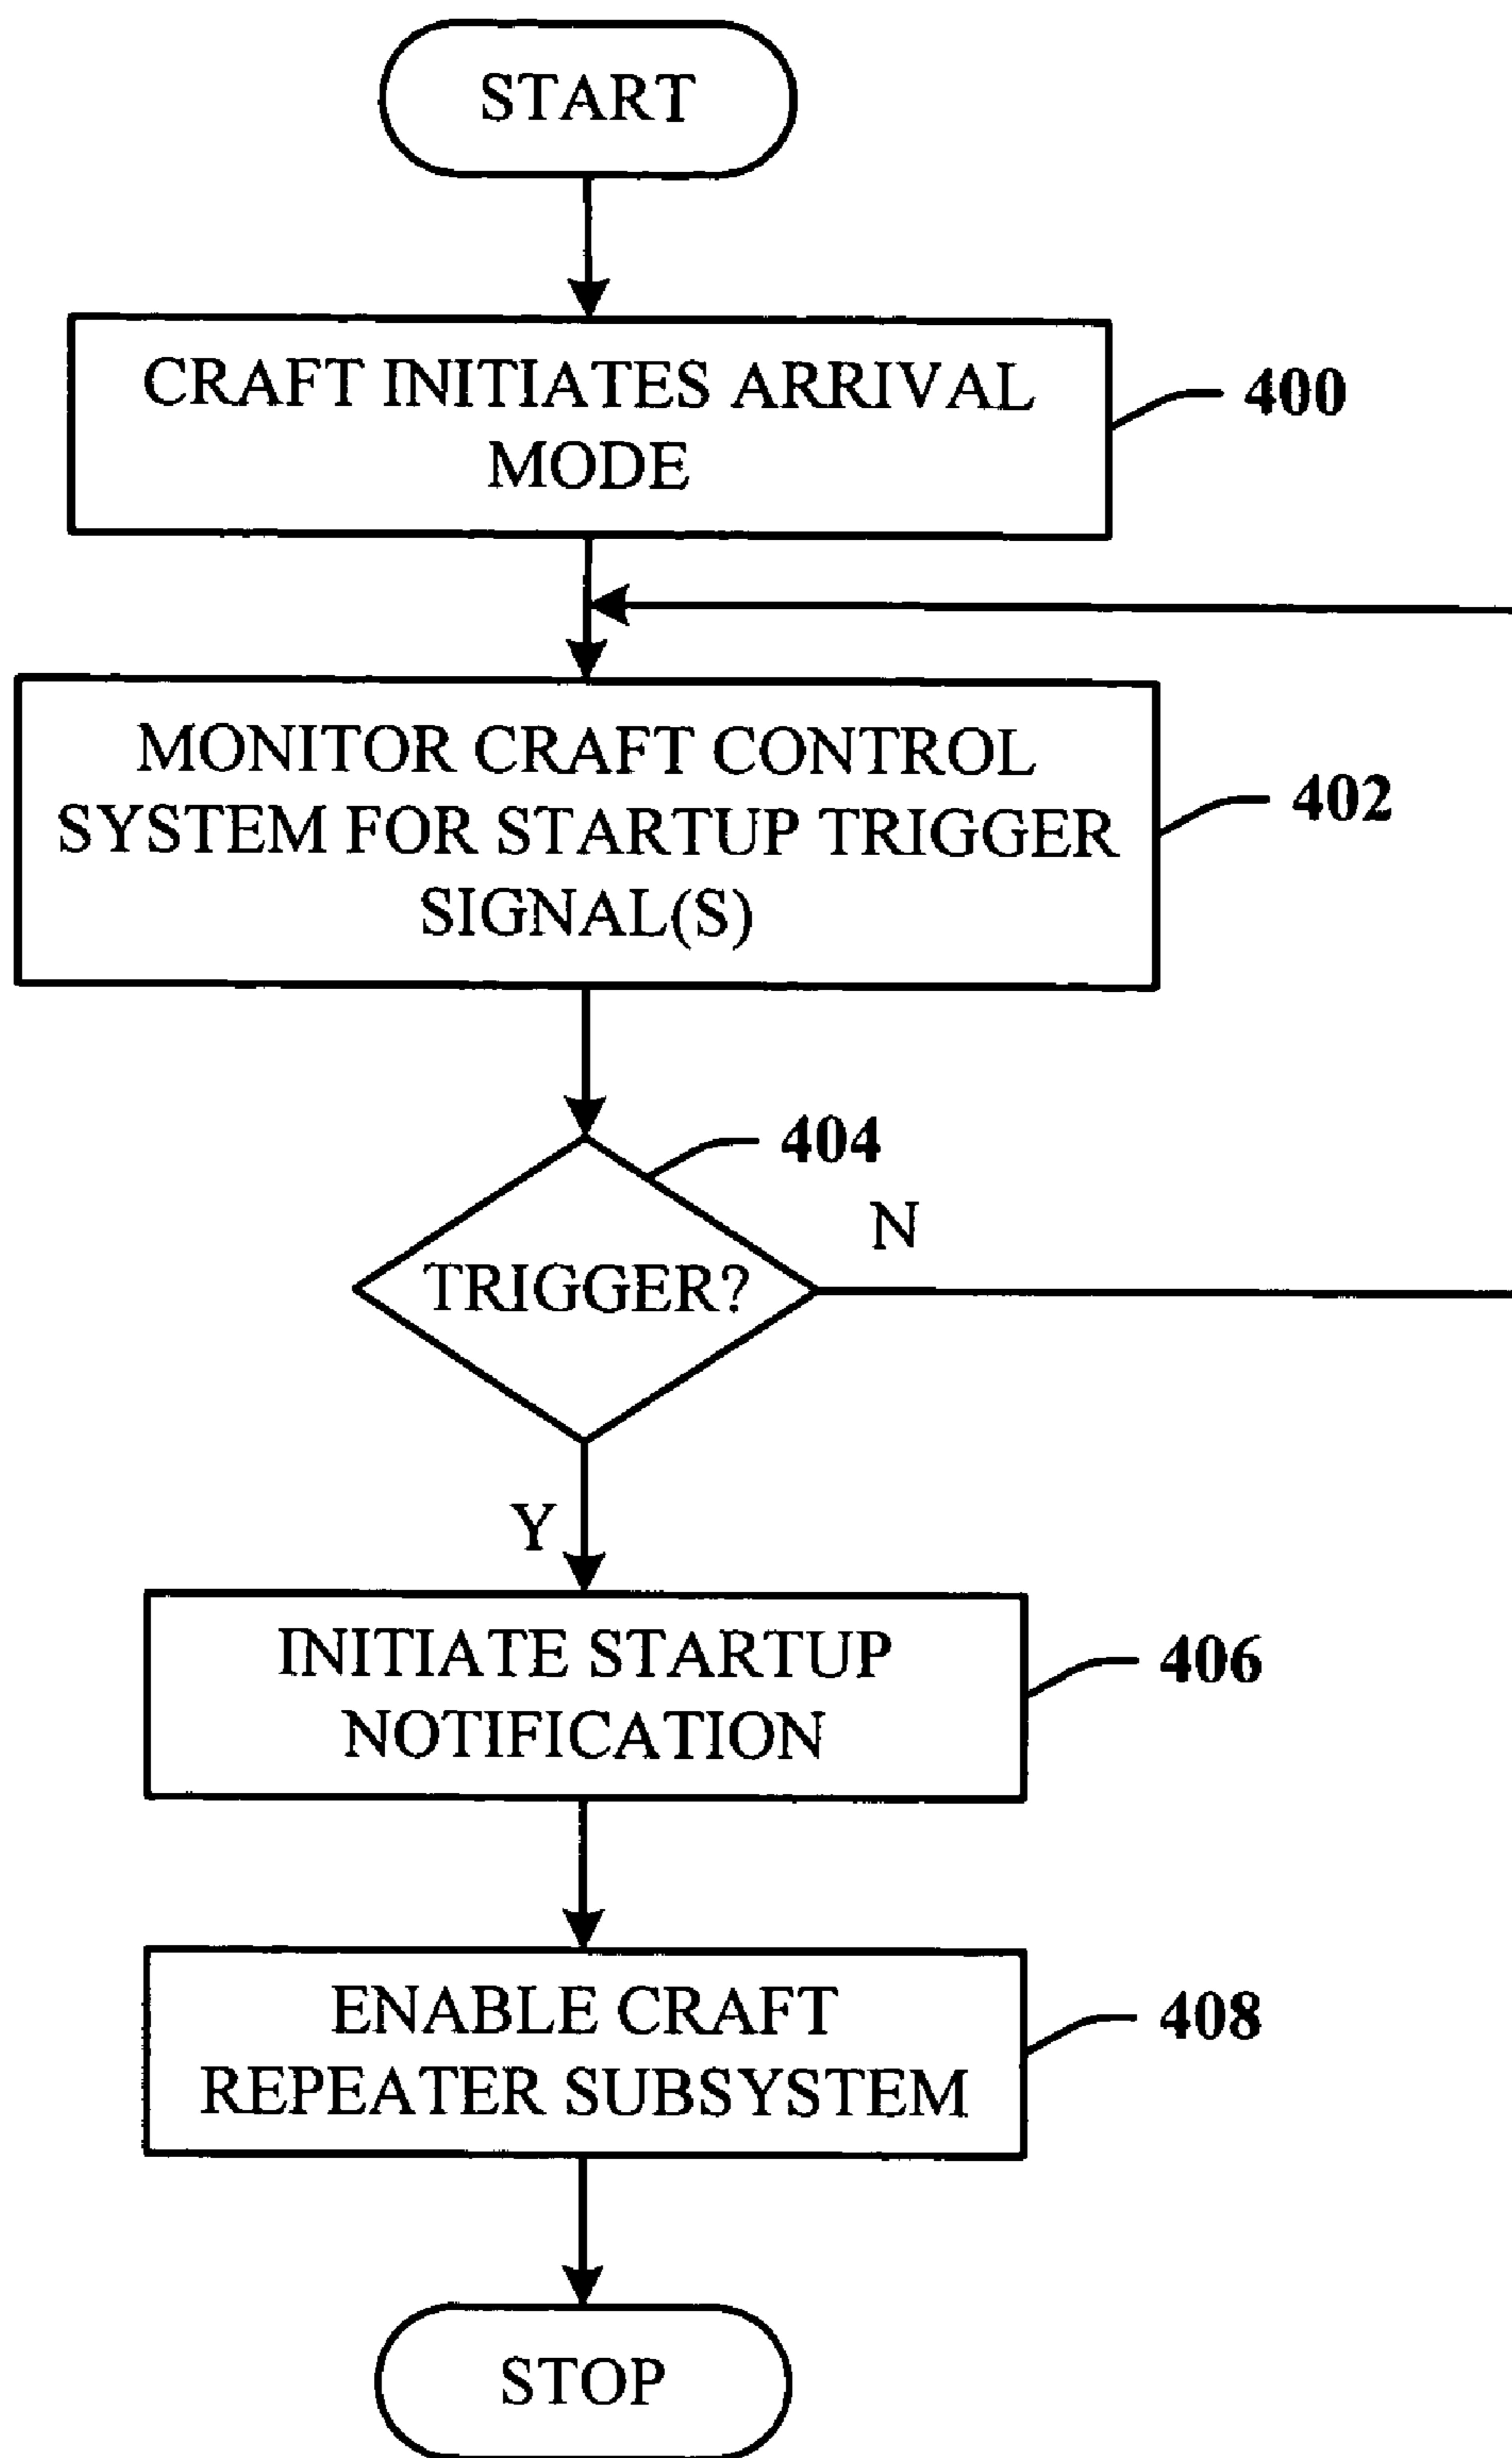 START
CRAFT INITIATES ARRIVAL
MODE
400
MONITOR CRAFT CONTROL
SYSTEM FOR STARTUP TRIGGER
SIGNAL(S)
402
404
N
TRIGGER?
Y
INITIATE STARTUP
NOTIFICATION
406
ENABLE CRAFT
REPEATER SUBSYSTEM
408
STOP